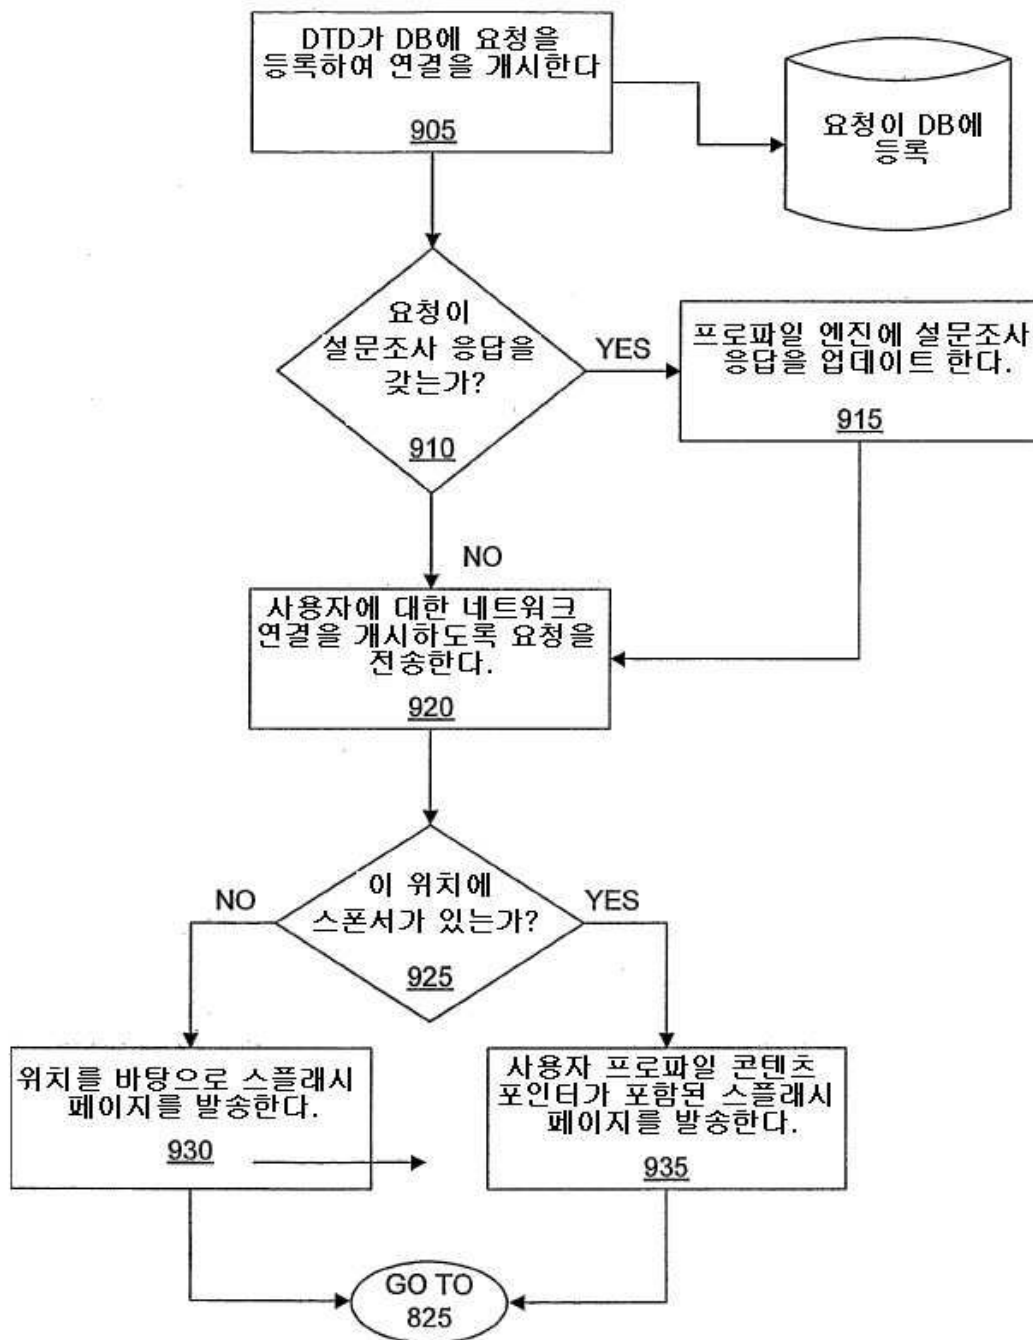 DTD가 DB에 요청을
등록하여 연결을 개시한다
905
요청이 DB에
등록
요청이
설문조사 응답을
갖는가?
910
YES
프로파일 엔진에 설문조사
응답을 업데이트 한다.
915
NO
사용자에 대한 네트워크
연결을 개시하도록 요청을
전송한다.
920
이 위치에
스폰서가 있는가?
925
NO
YES
위치를 바탕으로 스플래시
페이지를 발송한다.
930
사용자 프로파일 콘텐츠
포인터가 포함된 스플래시
페이지를 발송한다.
935
GO TO
825